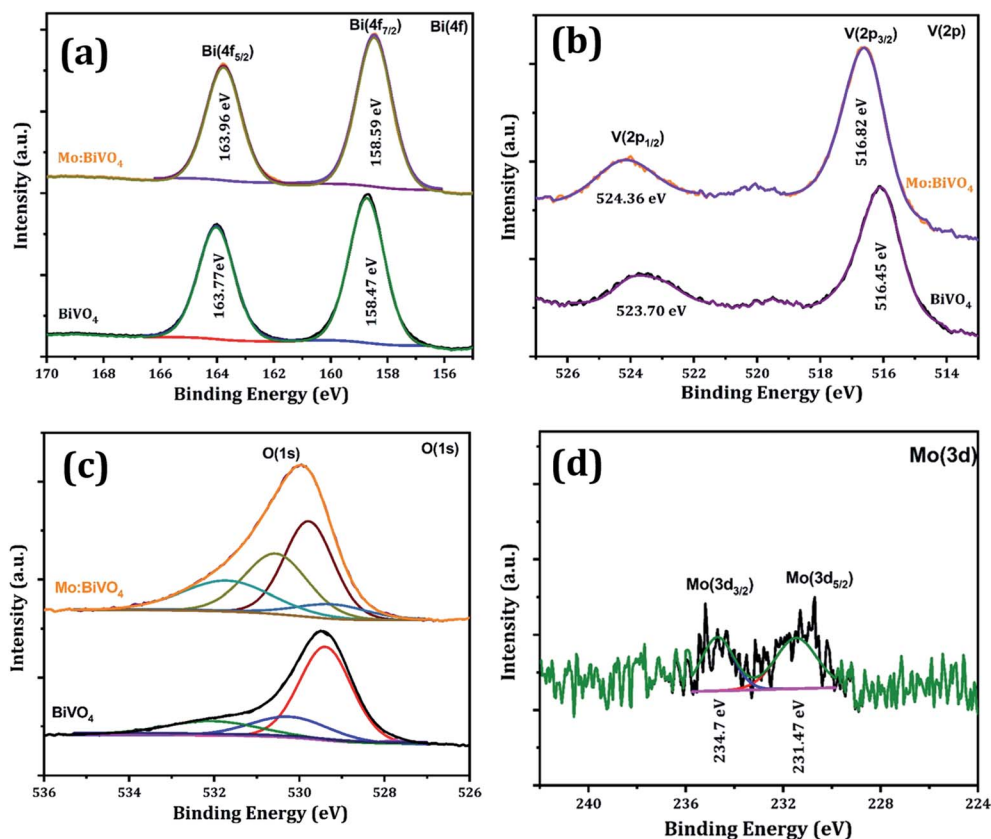 (a)
Bi(4f₇/₂)
Bi(4f)
Bi(4f₅/₂)
163.96 eV
158.59 eV
Mo:BiVO₄
163.77eV
158.47 eV
BiVO₄
Intensity (a.u.)
170 168 166 164 162 160 158 156
Binding Energy (eV)
(b)
V(2p₃/₂)
V(2p)
V(2p₁/₂)
516.82 eV
Mo:BiVO₄
524.36 eV
516.45 eV
BiVO₄
523.70 eV
Intensity (a.u.)
526 524 522 520 518 516 514
Binding Energy (eV)
(c)
O(1s)
O(1s)
Mo:BiVO₄
BiVO₄
Intensity (a.u.)
536 534 532 530 528 526
Binding Energy (eV)
(d)
Mo(3d)
Mo(3d₃/₂)
Mo(3d₅/₂)
234.7 eV
231.47 eV
Intensity (a.u.)
240 236 232 228 224
Binding Energy (eV)